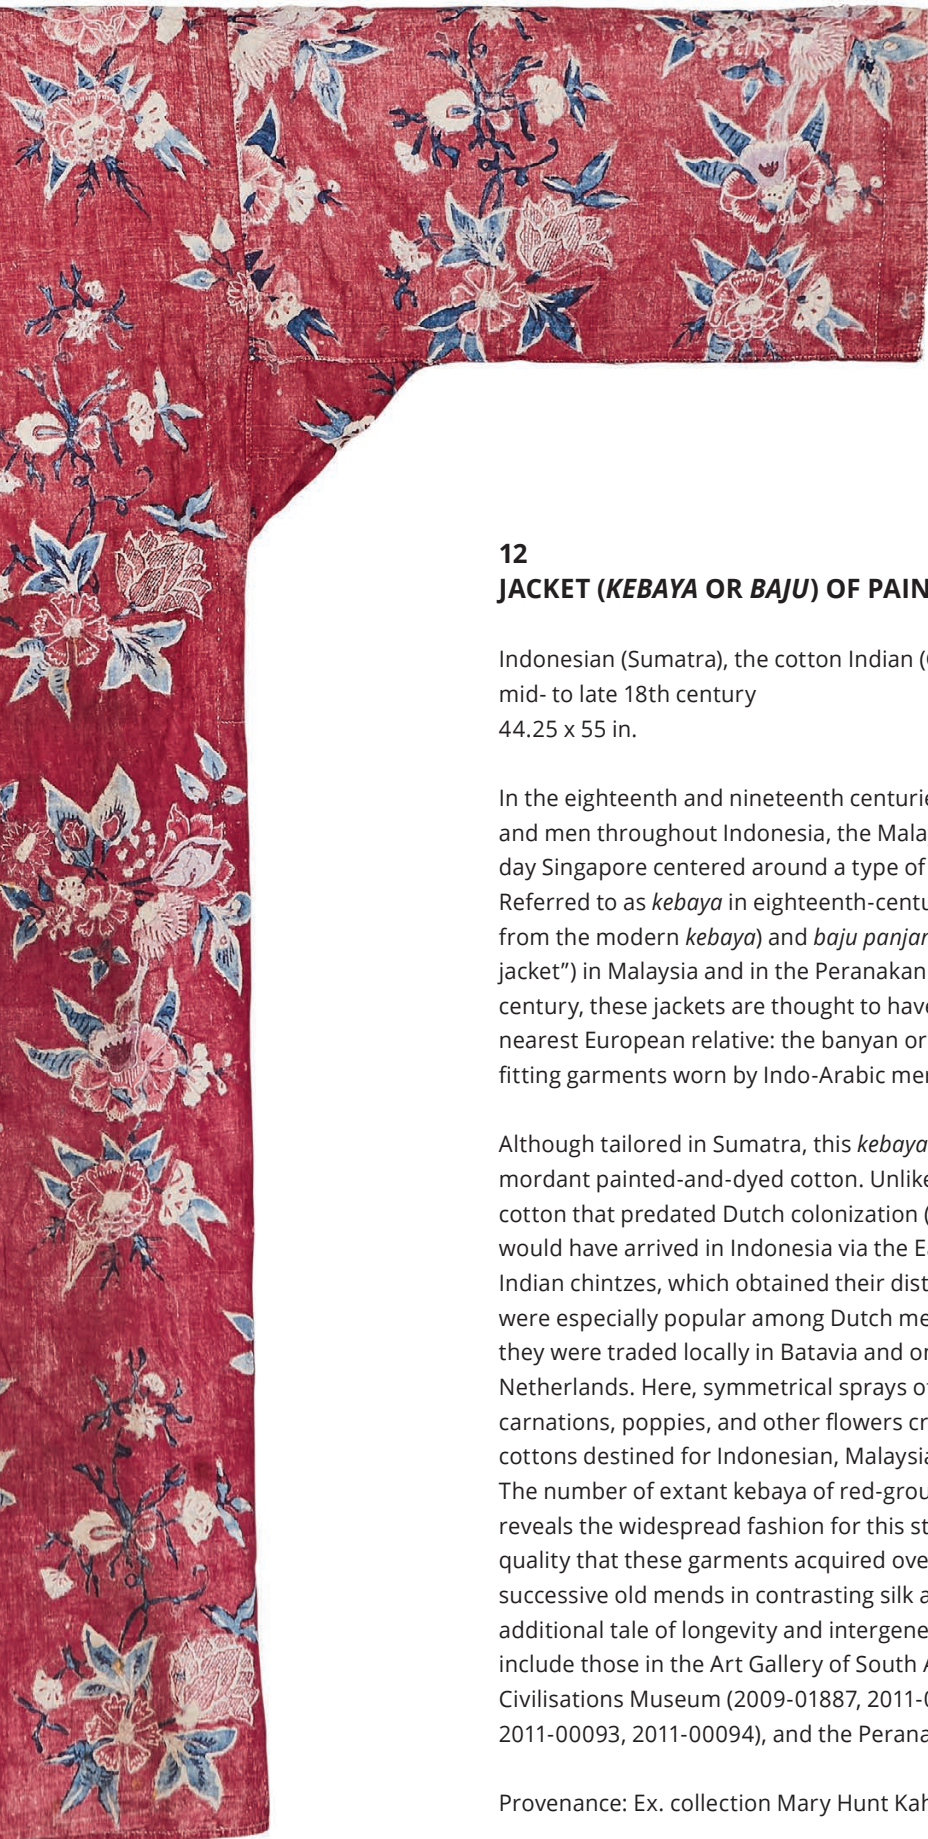 12
JACKET (KEBAYA OR BAJU) OF PAIN
Indonesian (Sumatra), the cotton Indian (
mid- to late 18th century
44.25 x 55 in.
In the eighteenth and nineteenth centurie
and men throughout Indonesia, the Mala
day Singapore centered around a type of
Referred to as kebaya in eighteenth-centu
from the modern kebaya) and baju panjar
jacket”) in Malaysia and in the Peranakan
century, these jackets are thought to have
nearest European relative: the banyan or
fitting garments worn by Indo-Arabic mer
Although tailored in Sumatra, this kebaya
mordant painted-and-dyed cotton. Unlike
cotton that predated Dutch colonization (
would have arrived in Indonesia via the Ea
Indian chintzes, which obtained their dist
were especially popular among Dutch me
they were traded locally in Batavia and or
Netherlands. Here, symmetrical sprays of
carnations, poppies, and other flowers cr
cottons destined for Indonesian, Malaysia
The number of extant kebaya of red-grou
reveals the widespread fashion for this st
quality that these garments acquired ove
successive old mends in contrasting silk a
additional tale of longevity and intergene
include those in the Art Gallery of South A
Civilisations Museum (2009-01887, 2011-0
2011-00093, 2011-00094), and the Perana
Provenance: Ex. collection Mary Hunt Kah